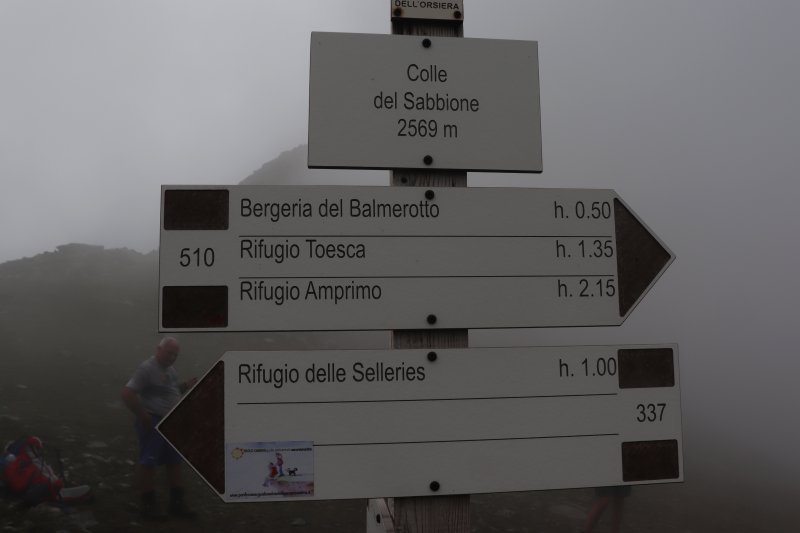 DELL'ORSIERA
Colle
del Sabbione
2569 m
510
Bergeria del Balmerotto h. 0.50
Rifugio Toesca h. 1.35
Rifugio Amprimo h. 2.15
Rifugio delle Selleries h. 1.00
337